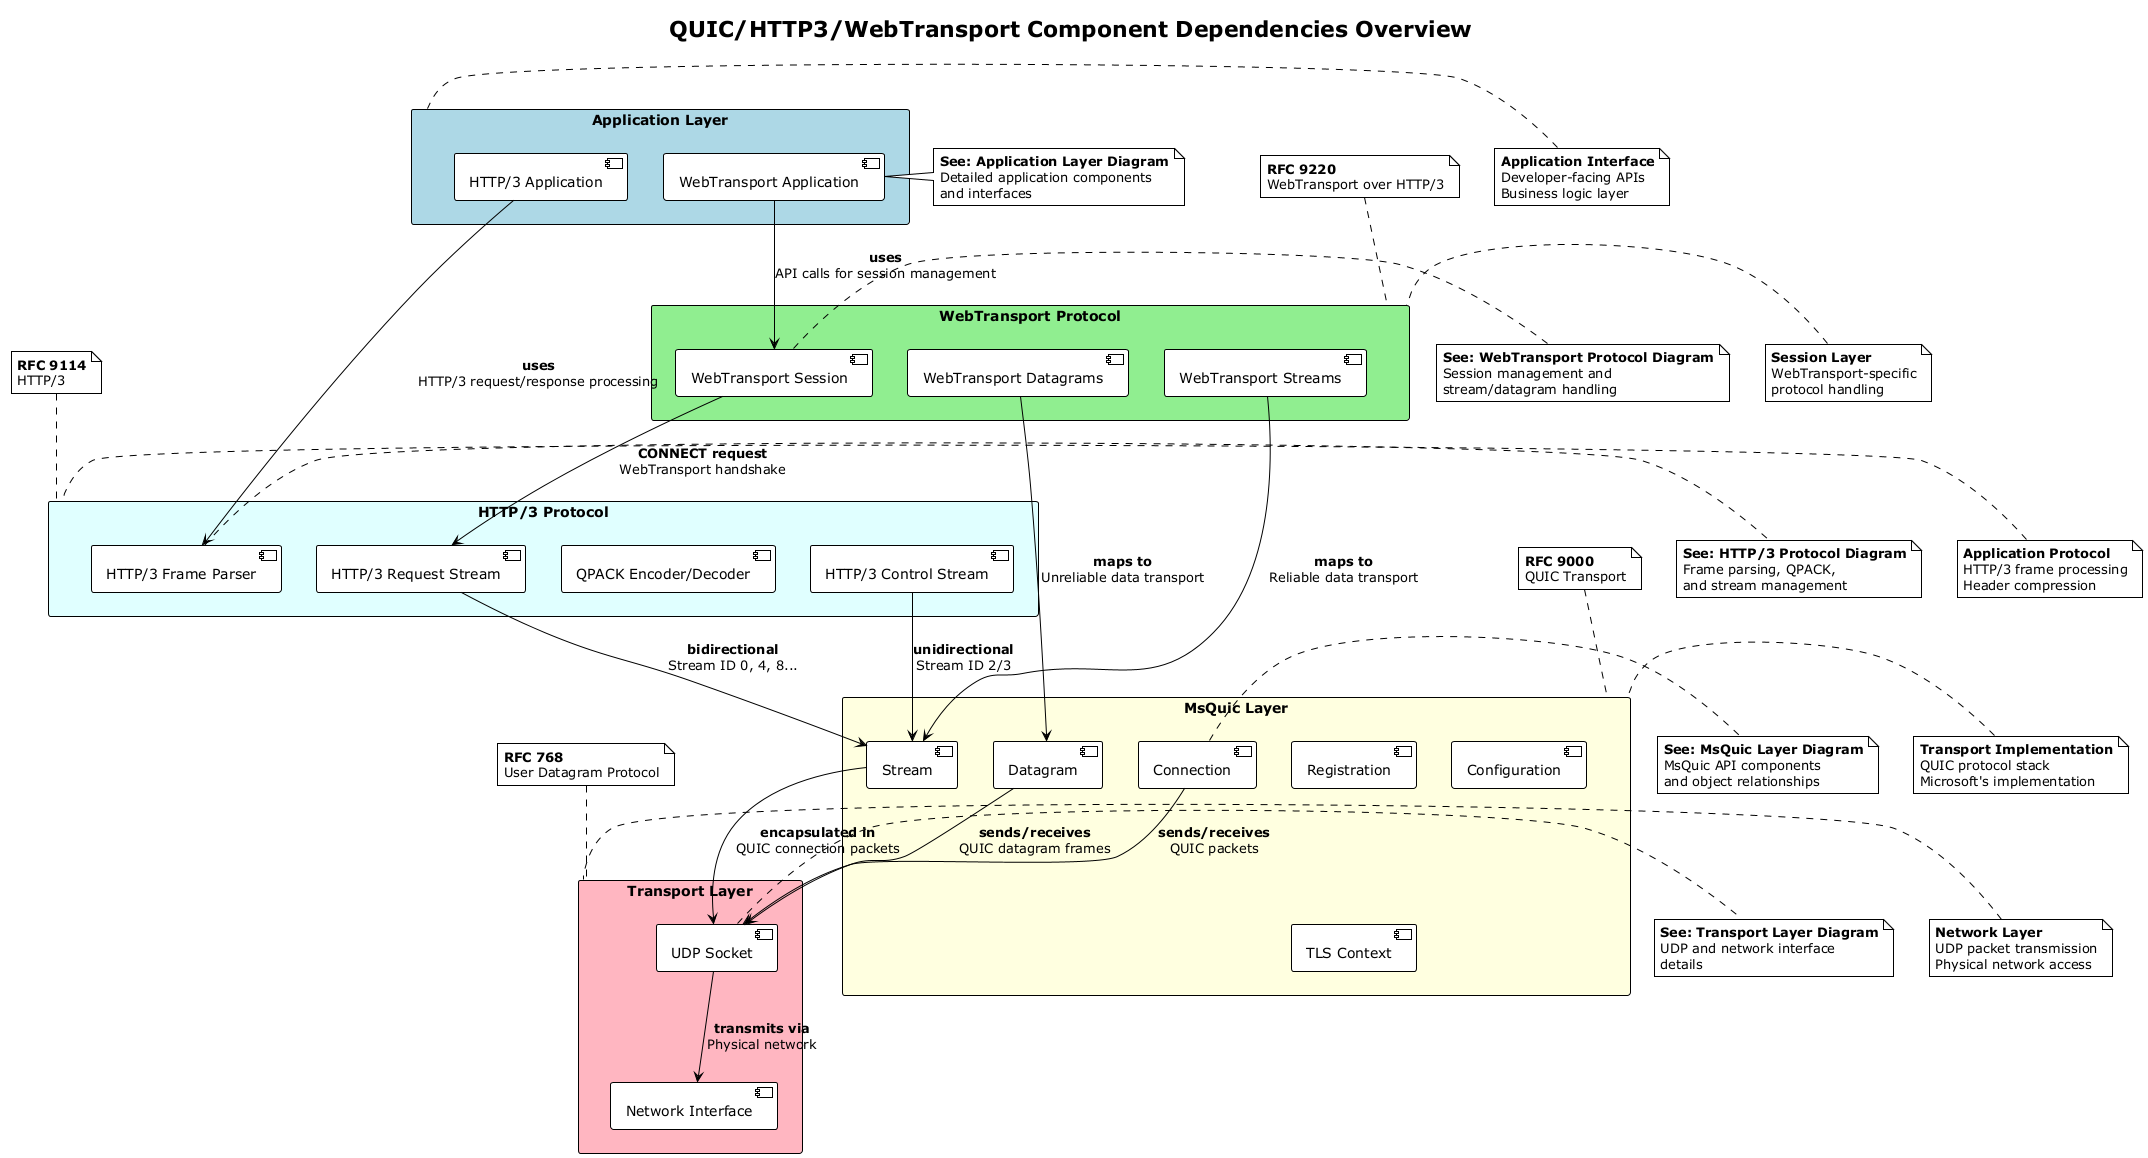 QUIC/HTTP3/WebTransport Component Dependencies Overview
Application Layer
HTTP/3 Application
WebTransport Application
See: Application Layer Diagram
Detailed application components
and interfaces
RFC 9220
WebTransport over HTTP/3
Application Interface
Developer-facing APIs
Business logic layer
uses
API calls for session management
WebTransport Protocol
WebTransport Session
WebTransport Datagrams
WebTransport Streams
See: WebTransport Protocol Diagram
Session management and
stream/datagram handling
Session Layer
WebTransport-specific
protocol handling
RFC 9114
HTTP/3
uses
HTTP/3 request/response processing
CONNECT request
WebTransport handshake
HTTP/3 Protocol
HTTP/3 Frame Parser
HTTP/3 Request Stream
QPACK Encoder/Decoder
HTTP/3 Control Stream
maps to
Unreliable data transport
maps to
Reliable data transport
RFC 9000
QUIC Transport
See: HTTP/3 Protocol Diagram
Frame parsing, QPACK,
and stream management
Application Protocol
HTTP/3 frame processing
Header compression
bidirectional
Stream ID 0, 4, 8...
unidirectional
Stream ID 2/3
MsQuic Layer
Stream
Datagram
Connection
Registration
Configuration
See: MsQuic Layer Diagram
MsQuic API components
and object relationships
Transport Implementation
QUIC protocol stack
Microsoft's implementation
RFC 768
User Datagram Protocol
encapsulated in
QUIC connection packets
sends/receives
QUIC datagram frames
sends/receives
QUIC packets
Transport Layer
UDP Socket
TLS Context
See: Transport Layer Diagram
UDP and network interface
details
Network Layer
UDP packet transmission
Physical network access
transmits via
Physical network
Network Interface